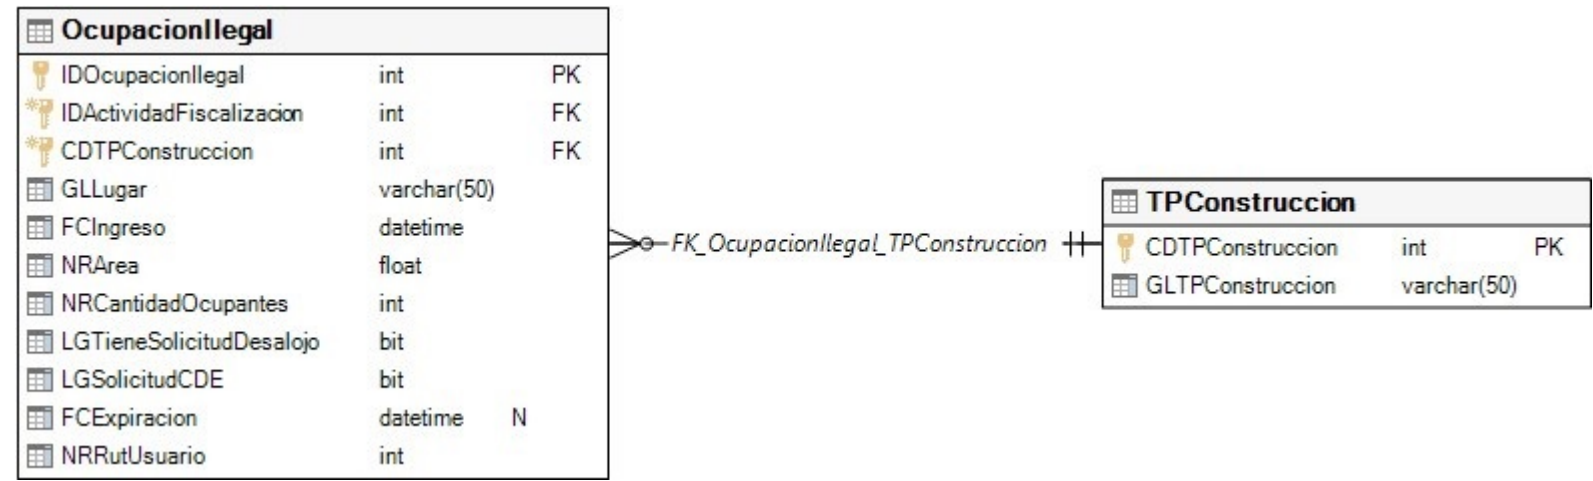 OcupacionIlegal
IDOcupacionIlegal int PK
IDActividadFiscalizacion int FK
CDTPConstruccion int FK
GLLugar varchar(50)
FCIngreso datetime
NRArea float
NRCantidadOcupantes int
LGTieneSolicitudDesalojo bit
LGSolicitudCDE bit
FCExpiracion datetime N
NRRutUsuario int
FK_OcupacionIlegal_TPConstruccion
TPConstruccion
CDTPConstruccion int PK
GLTPConstruccion varchar(50)